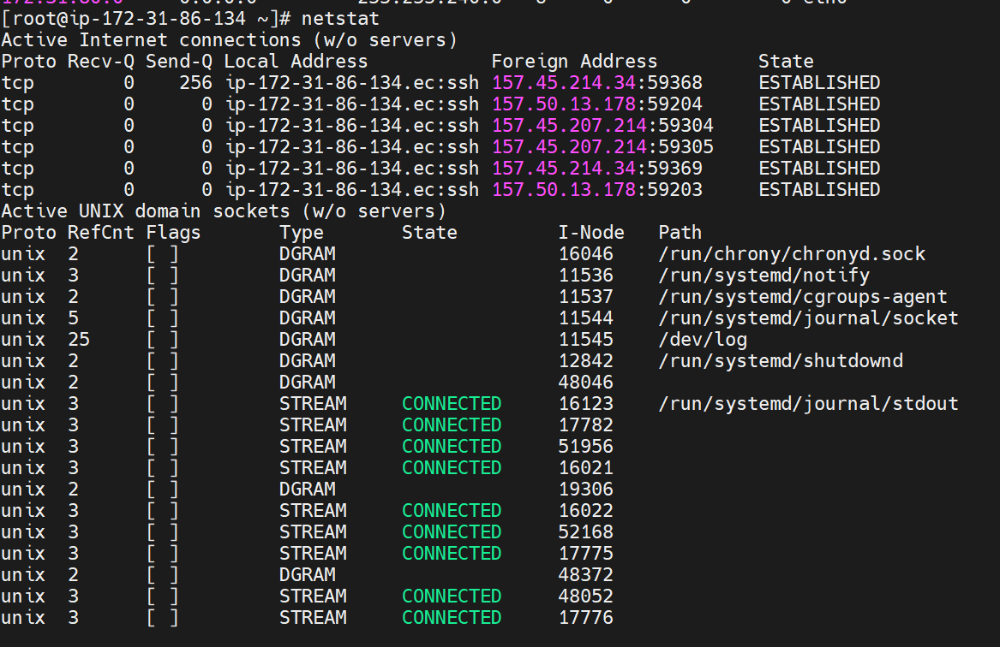 [root@ip-172-31-86-134 ~]# netstat
Active Internet connections (w/o servers)
Proto Recv-Q Send-Q Local Address           Foreign Address         State
tcp        0    256 ip-172-31-86-134.ec:ssh 157.45.214.34:59368     ESTABLISHED
tcp        0      0 ip-172-31-86-134.ec:ssh 157.50.13.178:59204     ESTABLISHED
tcp        0      0 ip-172-31-86-134.ec:ssh 157.45.207.214:59304    ESTABLISHED
tcp        0      0 ip-172-31-86-134.ec:ssh 157.45.207.214:59305    ESTABLISHED
tcp        0      0 ip-172-31-86-134.ec:ssh 157.45.214.34:59369     ESTABLISHED
tcp        0      0 ip-172-31-86-134.ec:ssh 157.50.13.178:59203     ESTABLISHED
Active UNIX domain sockets (w/o servers)
Proto RefCnt Flags       Type       State         I-Node   Path
unix  2      [ ]         DGRAM                    16046    /run/chrony/chronyd.sock
unix  3      [ ]         DGRAM                    11536    /run/systemd/notify
unix  2      [ ]         DGRAM                    11537    /run/systemd/cgroups-agent
unix  5      [ ]         DGRAM                    11544    /run/systemd/journal/socket
unix  25     [ ]         DGRAM                    11545    /dev/log
unix  2      [ ]         DGRAM                    12842    /run/systemd/shutdownd
unix  2      [ ]         DGRAM                    48046
unix  3      [ ]         STREAM     CONNECTED     16123    /run/systemd/journal/stdout
unix  3      [ ]         STREAM     CONNECTED     17782
unix  3      [ ]         STREAM     CONNECTED     51956
unix  3      [ ]         STREAM     CONNECTED     16021
unix  2      [ ]         DGRAM                    19306
unix  3      [ ]         STREAM     CONNECTED     16022
unix  3      [ ]         STREAM     CONNECTED     52168
unix  3      [ ]         STREAM     CONNECTED     17775
unix  2      [ ]         DGRAM                    48372
unix  3      [ ]         STREAM     CONNECTED     48052
unix  3      [ ]         STREAM     CONNECTED     17776